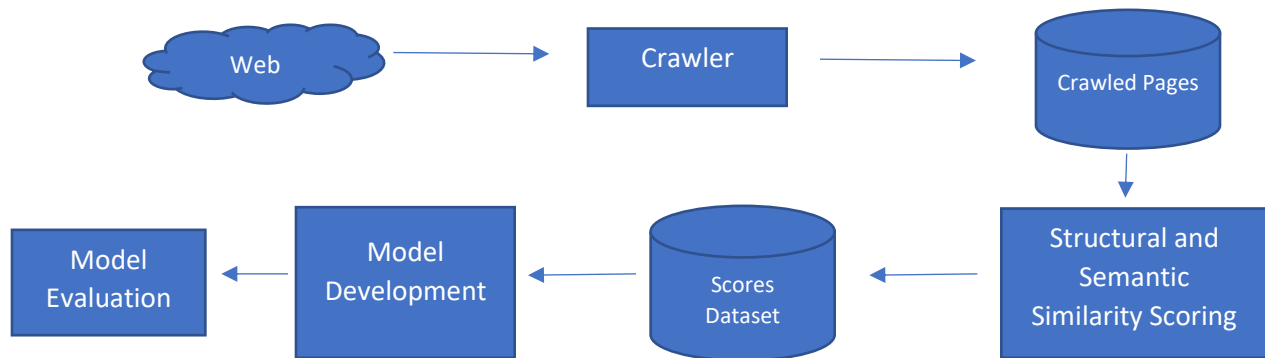 Web
Crawler
Crawled Pages
Structural and
Semantic
Similarity Scoring
Scores
Dataset
Model
Development
Model
Evaluation